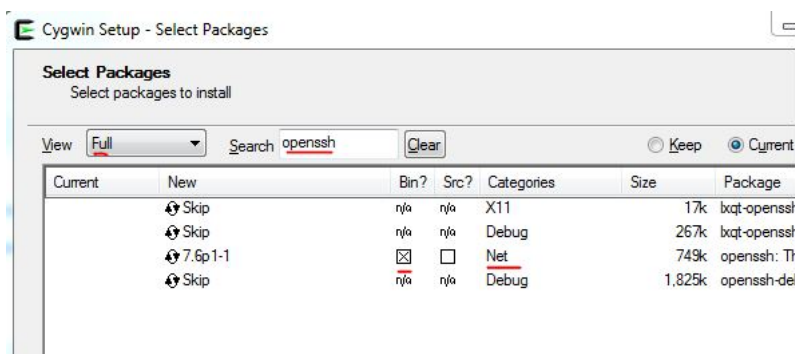 Cygwin Setup - Select Packages
Select Packages
Select packages to install
View Full Search openssh Clear Keep Current
Current New Bin? Src? Categories Size Package
Skip n/a n/a X11 17k lxqt-openssh
Skip n/a n/a Debug 267k lxqt-openssh
7.6p1-1 Net 749k openssh: Th
Skip n/a n/a Debug 1,825k openssh-del